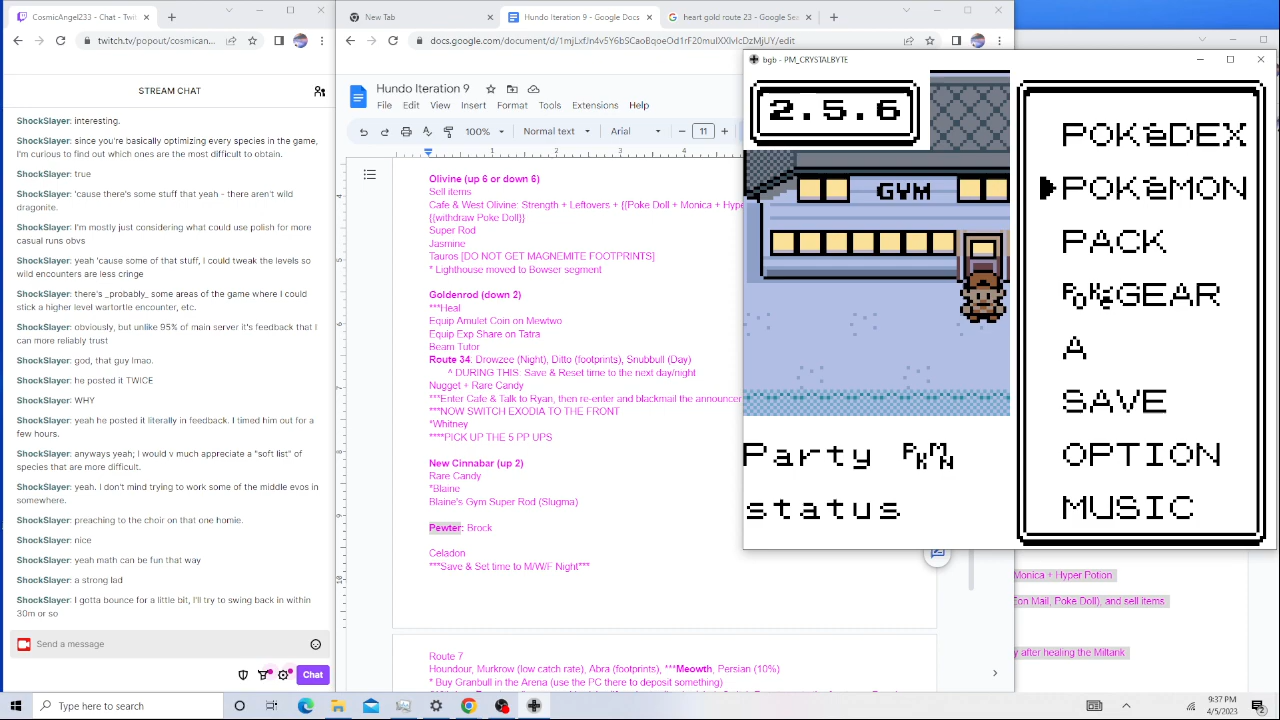 CosmicAngel233 - Chat - Twit
twitch.tv/popout/cosmican
STREAM CHAT
ShockSlayer: interesting.
ShockSlayer: since you're basically optimizing every species in the game,
I'm curious to find out which ones are the most difficult to obtain.
ShockSlayer: true
ShockSlayer: 'cause there's some stuff that yeah - there aren't wild
dragonite.
ShockSlayer: I'm mostly just considering what could use polish for more
casual runs obvs
ShockSlayer: yeah 'cause some of that stuff, I could tweak the levels so
wild encounters are less cringe
ShockSlayer: there's _probably_ some areas of the game where I could
stick a higher level wartortle encounter, etc.
ShockSlayer: obviously, but unlike 95% of main server it's feedback that I
can more reliably trust
ShockSlayer: god, that guy lmao.
ShockSlayer: he posted it TWICE
ShockSlayer: WHY
ShockSlayer: yeah he posted it literally in feedback. I timed him out for a
few hours.
ShockSlayer: anyways yeah; I would v much appreciate a "soft list" of
species that are more difficult.
ShockSlayer: yeah. I don't mind trying to work some of the middle evos in
somewhere.
ShockSlayer: preaching to the choir on that one homie.
ShockSlayer: nice
ShockSlayer: yeah math can be fun that way
ShockSlayer: a strong lad
ShockSlayer: I gotta bounce for a little bit, I'll try to swing back in within
30m or so
Send a message
Chat
New Tab
Hundo Iteration 9 - Google Docs
heart gold route 23 - Google Se
Hundo Iteration 9
File Edit View Insert Format Tools Extensions Help
100% Normal text Arial 11
Olivine (up 6 or down 6)
Sell items
Cafe & West Olivine: Strength + Leftovers + {{Poke Doll + Monica + Hype
{{withdraw Poke Doll}}
Super Rod
Jasmine
Tauros [DO NOT GET MAGNEMITE FOOTPRINTS]
* Lighthouse moved to Bowser segment
Goldenrod (down 2)
***Heal
Equip Amulet Coin on Mewtwo
Equip Exp Share on Tatra
Beam Tutor
Route 34: Drowzee (Night), Ditto (footprints), Snubbull (Day)
^ DURING THIS: Save & Reset time to the next day/night
Nugget + Rare Candy
***Enter Cafe & Talk to Ryan, then re-enter and blackmail the announcer
***NOW SWITCH EXODIA TO THE FRONT
*Whitney
****PICK UP THE 5 PP UPS
New Cinnabar (up 2)
Rare Candy
*Blaine
Blaine's Gym Super Rod (Slugma)
Pewter: Brock
Celadon
***Save & Set time to M/W/F Night***
Route 7
Houndour, Murkrow (low catch rate), Abra (footprints), ***Meowth, Persian (10%)
* Buy Granbull in the Arena (use the PC there to deposit something)
bgb - PM_CRYSTALBYTE
2.5.6
GYM
Party PKMN
status
POKéDEX
POKéMON
PACK
POKéGEAR
A
SAVE
OPTION
MUSIC
Monica + Hyper Potion
Eon Mail, Poke Doll), and sell items
y after healing the Miltank
Type here to search
9:37 PM
4/5/2023